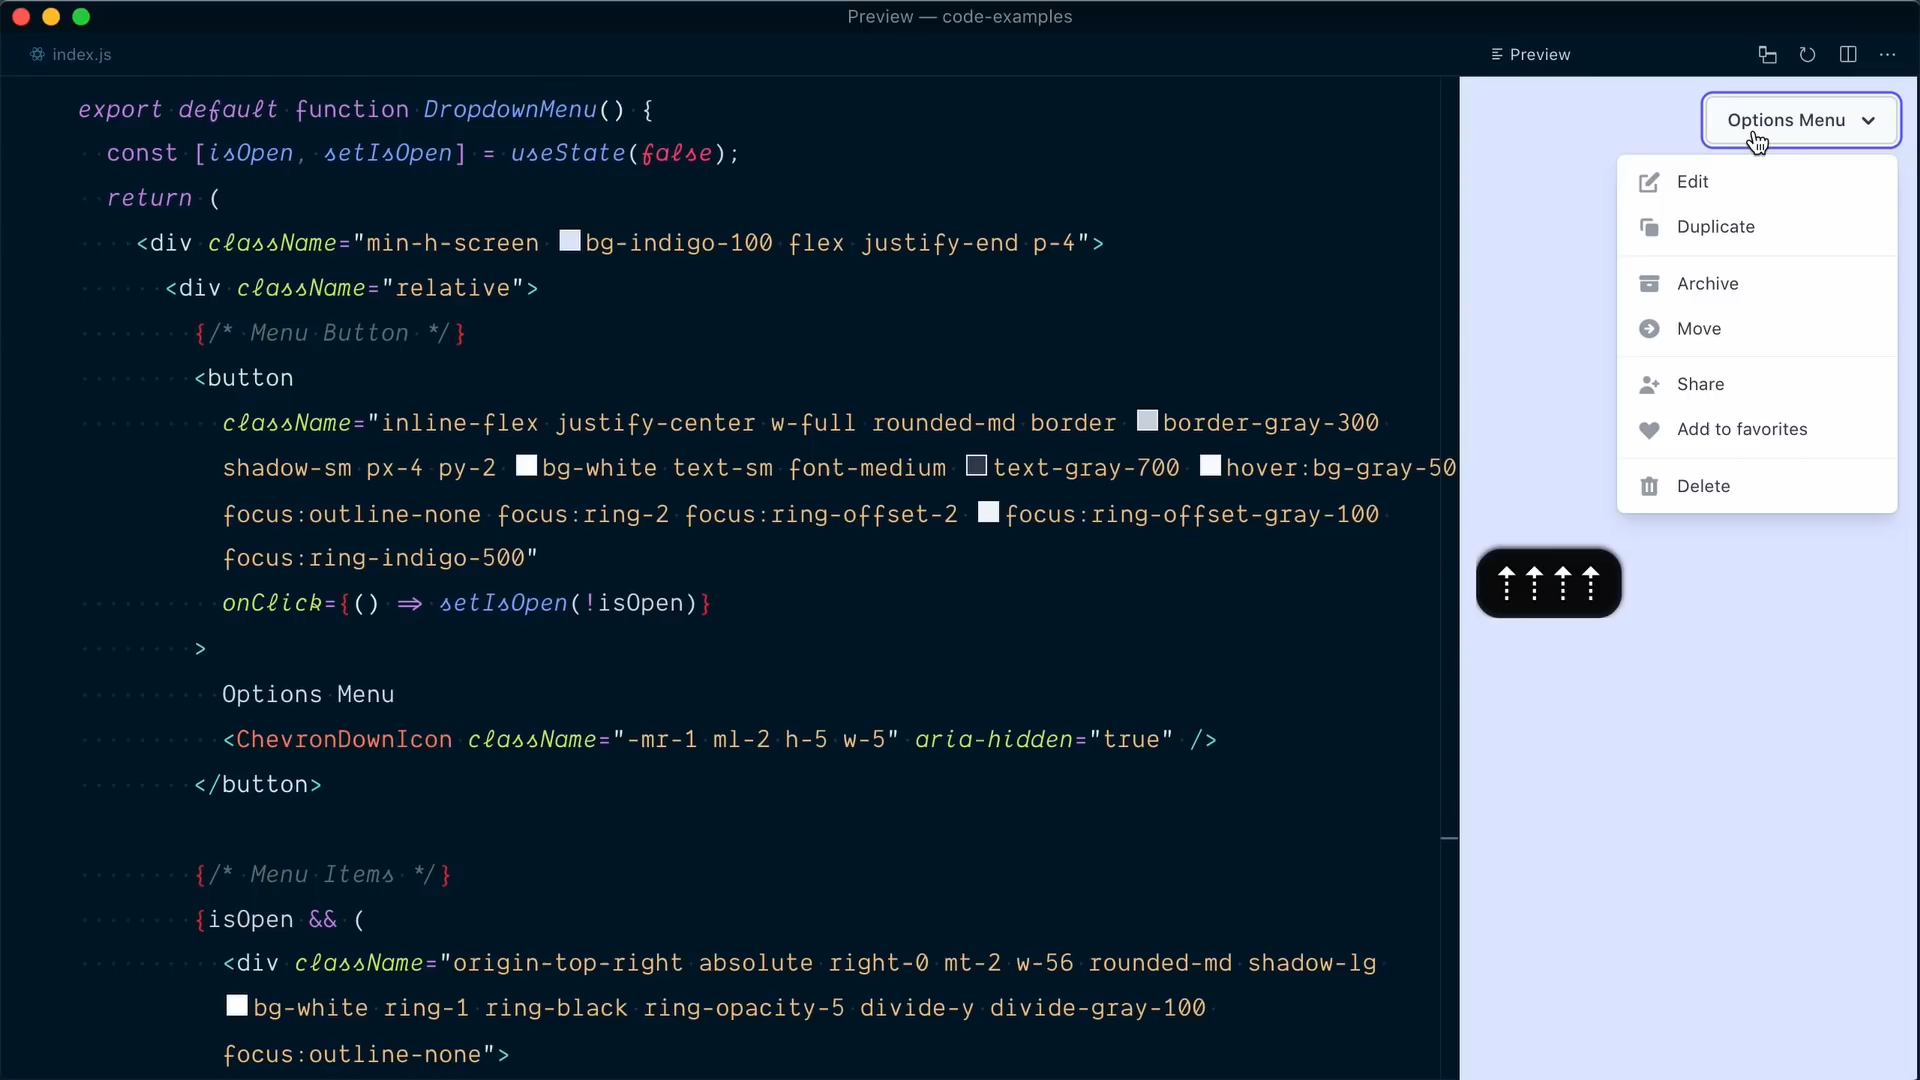 Preview — code-examples
index.js
Preview
export default function DropdownMenu() {
const [isOpen, setIsOpen] = useState(false);
return (
<div className="min-h-screen bg-indigo-100 flex justify-end p-4">
<div className="relative">
{/* Menu Button */}
<button
className="inline-flex justify-center w-full rounded-md border border-gray-300
shadow-sm px-4 py-2 bg-white text-sm font-medium text-gray-700 hover:bg-gray-50
focus:outline-none focus:ring-2 focus:ring-offset-2 focus:ring-offset-gray-100
focus:ring-indigo-500"
onClick={() => setIsOpen(!isOpen)}
>
Options Menu
<ChevronDownIcon className="-mr-1 ml-2 h-5 w-5" aria-hidden="true" />
</button>
{/* Menu Items */}
{isOpen && (
<div className="origin-top-right absolute right-0 mt-2 w-56 rounded-md shadow-lg
bg-white ring-1 ring-black ring-opacity-5 divide-y divide-gray-100
focus:outline-none">
Options Menu
Edit
Duplicate
Archive
Move
Share
Add to favorites
Delete